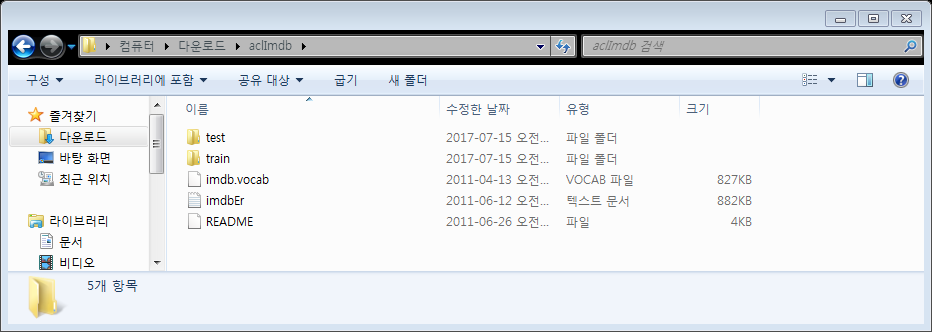 컴퓨터 ▸ 다운로드 ▸ aclImdb ▸
aclImdb 검색
구성 라이브러리에 포함 공유 대상 굽기 새 폴더
즐겨찾기
다운로드
바탕 화면
최근 위치
라이브러리
문서
비디오
이름 수정한 날짜 유형 크기
test 2017-07-15 오전... 파일 폴더
train 2017-07-15 오전... 파일 폴더
imdb.vocab 2011-04-13 오전... VOCAB 파일 827KB
imdbEr 2011-06-12 오전... 텍스트 문서 882KB
README 2011-06-26 오전... 파일 4KB
5개 항목